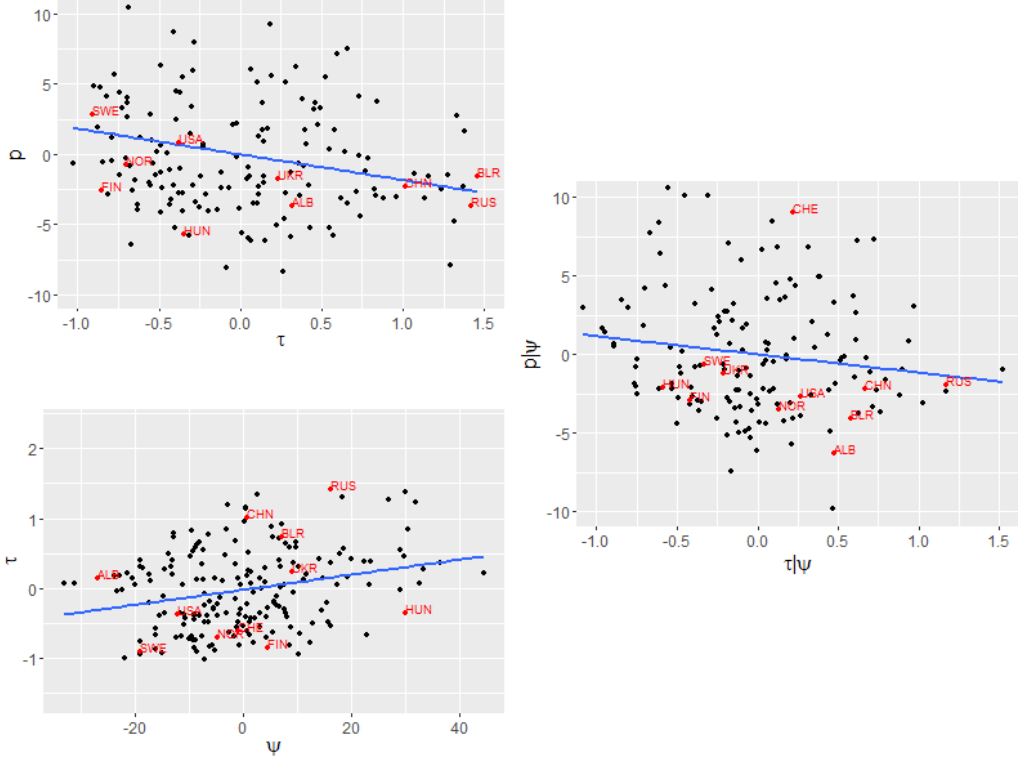 10
5
0
-5
-10
p
SWE
USA
NOR
FIN
UKR
ALB
HUN
CHN
BLR
RUS
-1.0 -0.5 0.0 0.5 1.0 1.5
τ
2
1
0
-1
τ
RUS
CHN
BLR
UKR
ALB
USA
HUN
NOR
CHE
FIN
SWE
-20 0 20 40
ψ
10
5
0
-5
-10
p|ψ
CHE
SWE
UKR
HUN
FIN
USA
NOR
CHN
RUS
BLR
ALB
-1.0 -0.5 0.0 0.5 1.0 1.5
τ|ψ